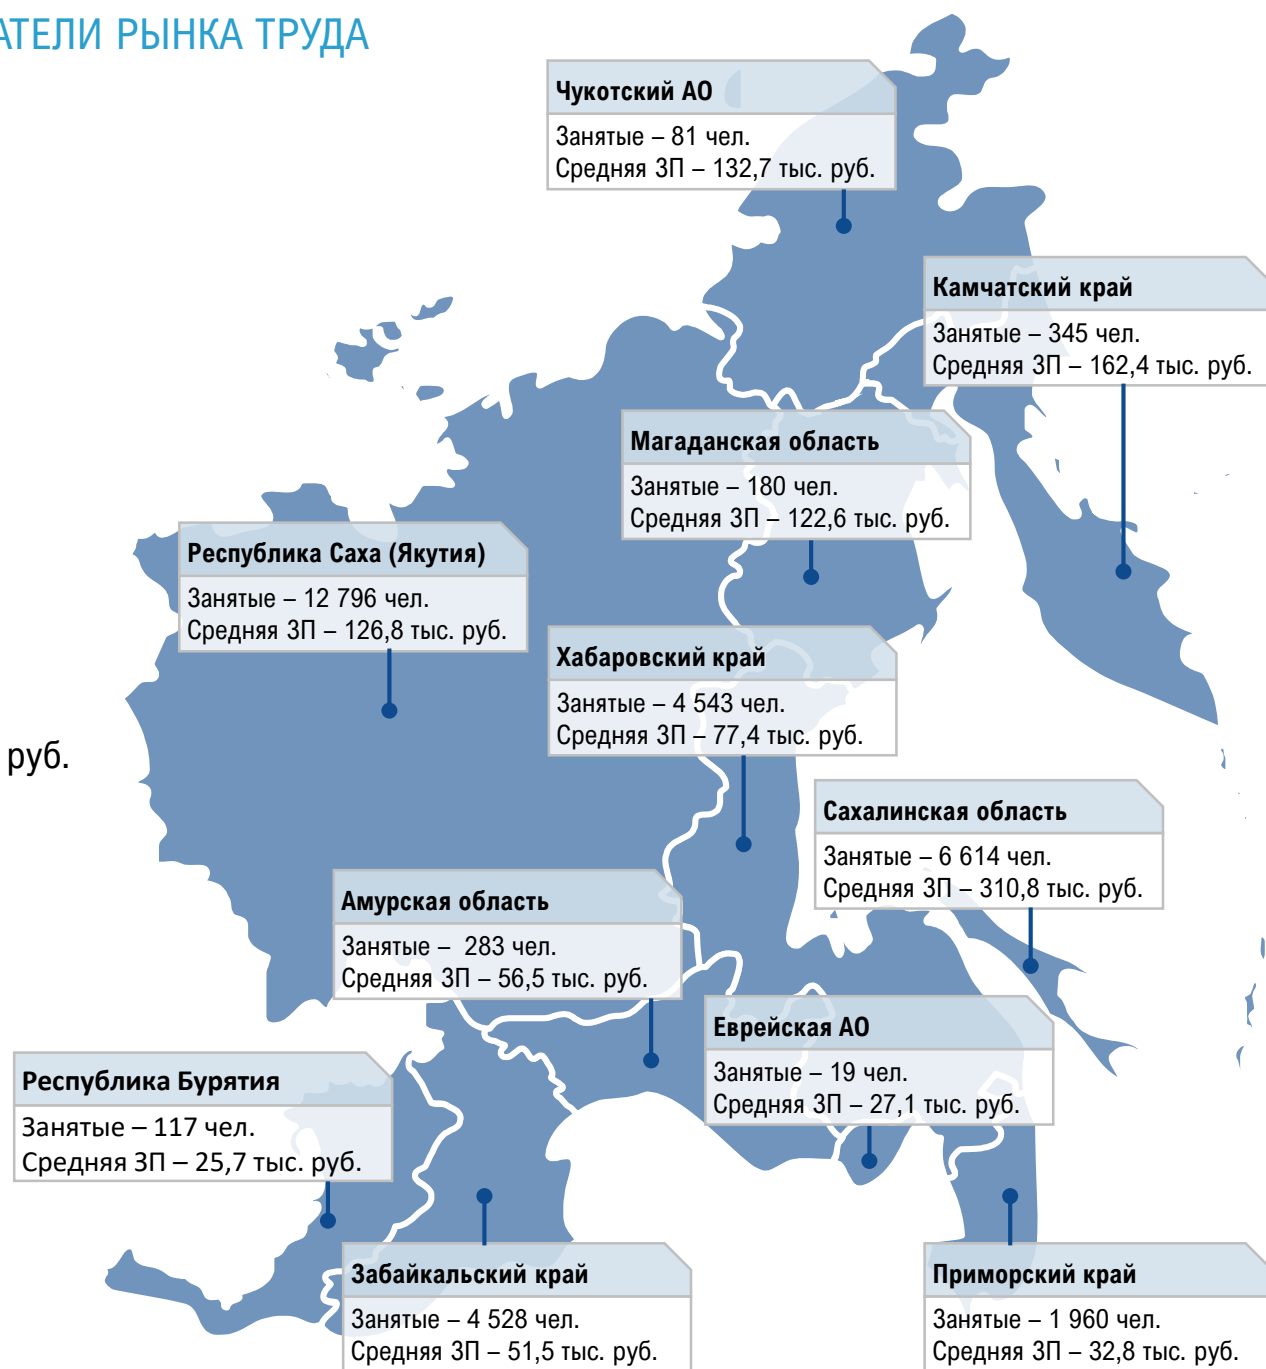 АТЕЛИ РЫНКА ТРУДА
Чукотский АО
Занятые – 81 чел.
Средняя ЗП – 132,7 тыс. руб.
Камчатский край
Занятые – 345 чел.
Средняя ЗП – 162,4 тыс. руб.
Магаданская область
Занятые – 180 чел.
Средняя ЗП – 122,6 тыс. руб.
Республика Саха (Якутия)
Занятые – 12 796 чел.
Средняя ЗП – 126,8 тыс. руб.
Хабаровский край
Занятые – 4 543 чел.
Средняя ЗП – 77,4 тыс. руб.
руб.
Сахалинская область
Занятые – 6 614 чел.
Средняя ЗП – 310,8 тыс. руб.
Амурская область
Занятые – 283 чел.
Средняя ЗП – 56,5 тыс. руб.
Еврейская АО
Занятые – 19 чел.
Средняя ЗП – 27,1 тыс. руб.
Республика Бурятия
Занятые – 117 чел.
Средняя ЗП – 25,7 тыс. руб.
Забайкальский край
Занятые – 4 528 чел.
Средняя ЗП – 51,5 тыс. руб.
Приморский край
Занятые – 1 960 чел.
Средняя ЗП – 32,8 тыс. руб.